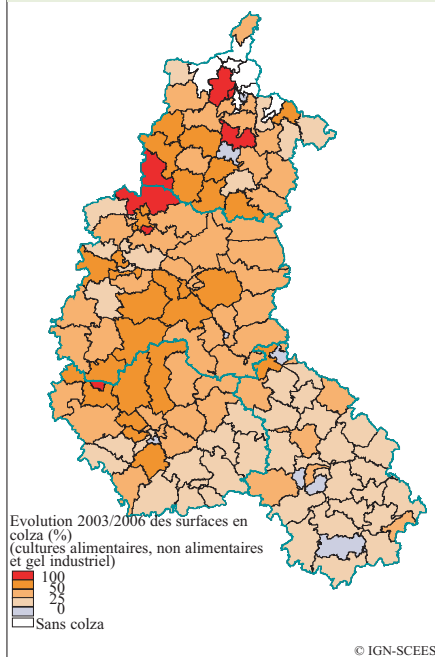 Evolution 2003/2006 des surfaces en
colza (%)
(cultures alimentaires, non alimentaires
et gel industriel)
100
50
25
0
Sans colza
© IGN-SCEES